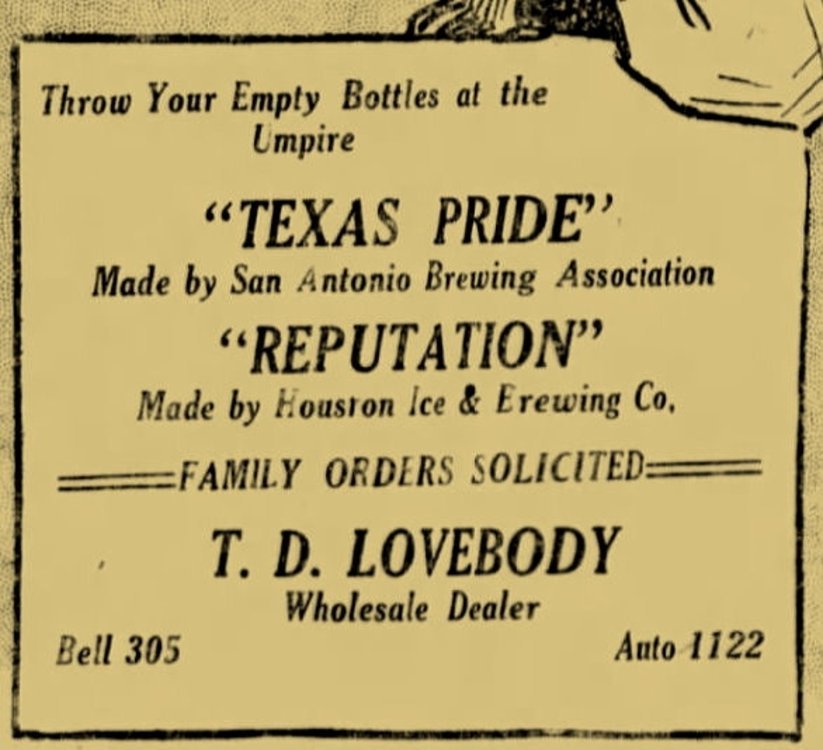 Throw Your Empty Bottles at the
Umpire
“TEXAS PRIDE”
Made by San Antonio Brewing Association
“REPUTATION”
Made by Houston Ice & Brewing Co.
FAMILY ORDERS SOLICITED
T. D. LOVEBODY
Wholesale Dealer
Bell 305 Auto 1122